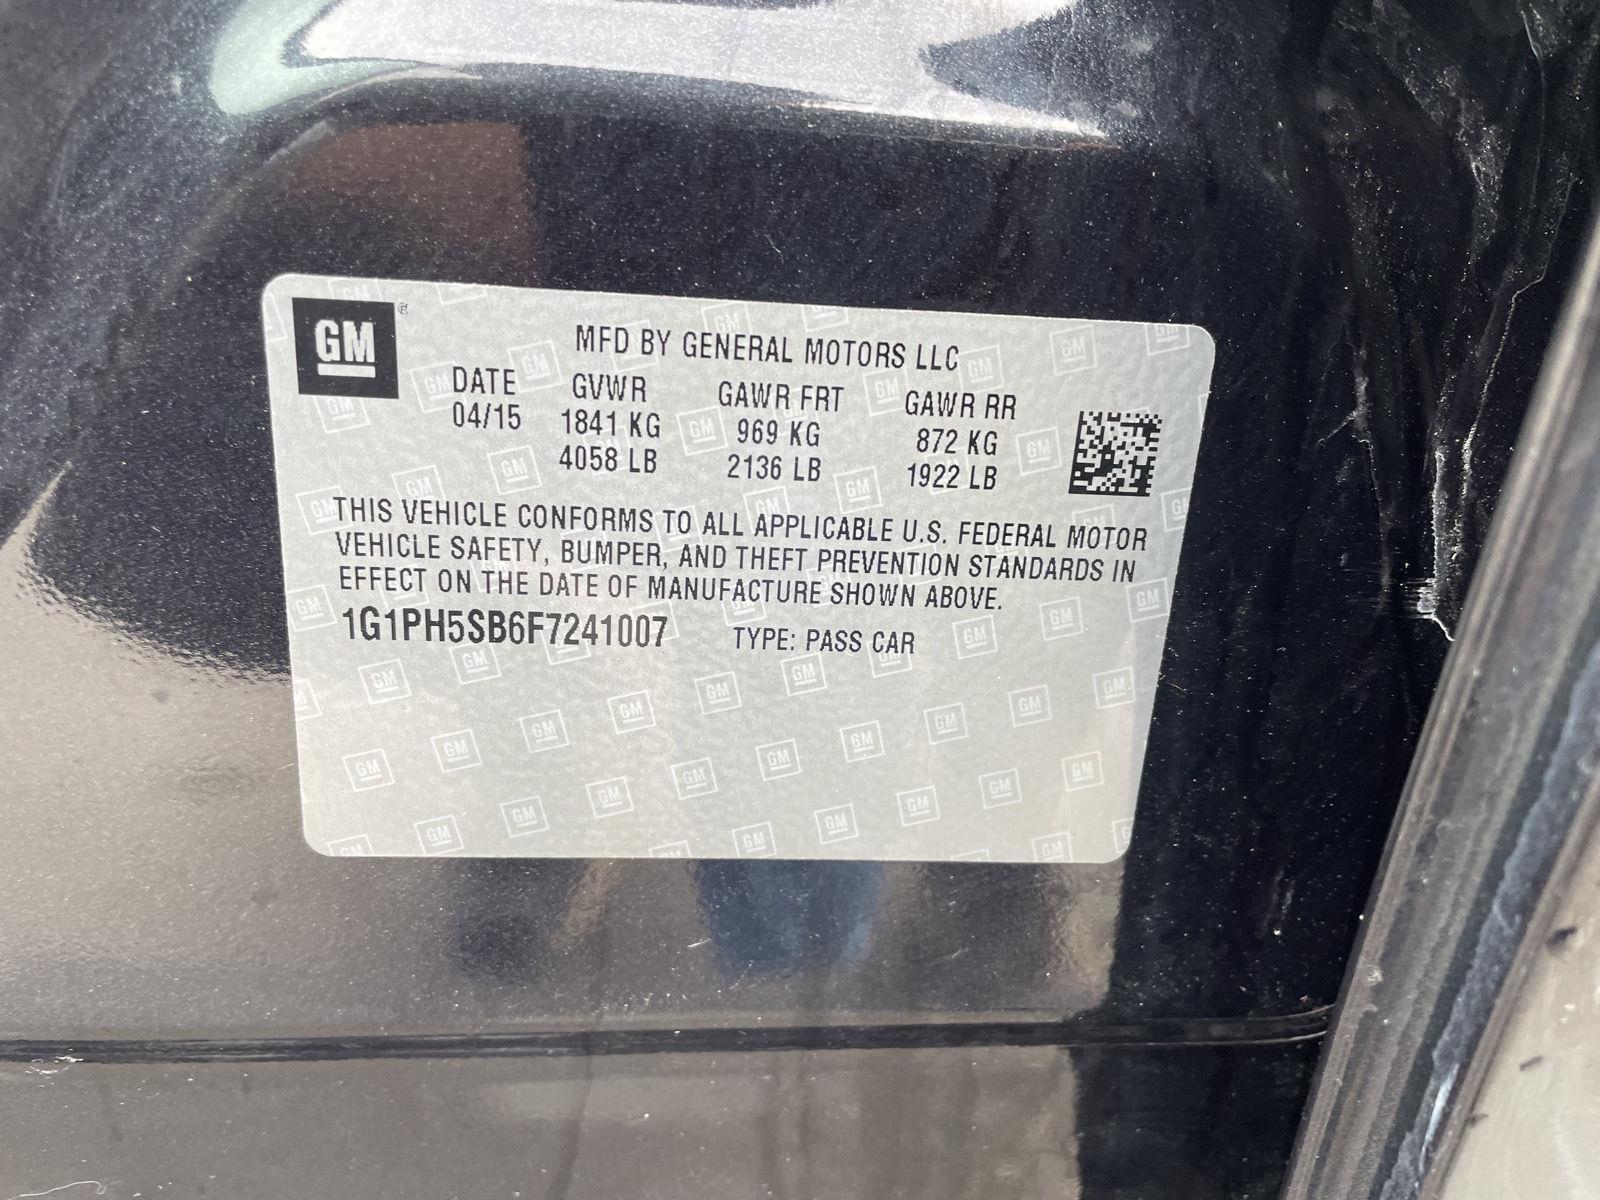 GM
MFD BY GENERAL MOTORS LLC
DATE GVWR GAWR FRT GAWR RR
04/15 1841 KG 969 KG 872 KG
4058 LB 2136 LB 1922 LB
THIS VEHICLE CONFORMS TO ALL APPLICABLE U.S. FEDERAL MOTOR
VEHICLE SAFETY, BUMPER, AND THEFT PREVENTION STANDARDS IN
EFFECT ON THE DATE OF MANUFACTURE SHOWN ABOVE.
1G1PH5SB6F7241007 TYPE: PASS CAR